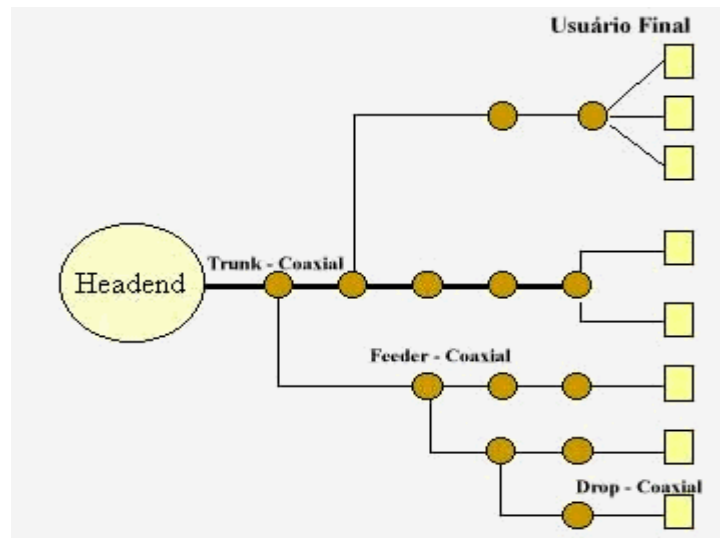 Usuário Final
Trunk - Coaxial
Headend
Feeder - Coaxial
Drop - Coaxial